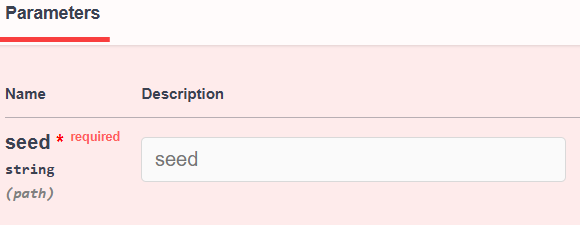 Parameters
Name Description
seed * required
string
(path)
seed